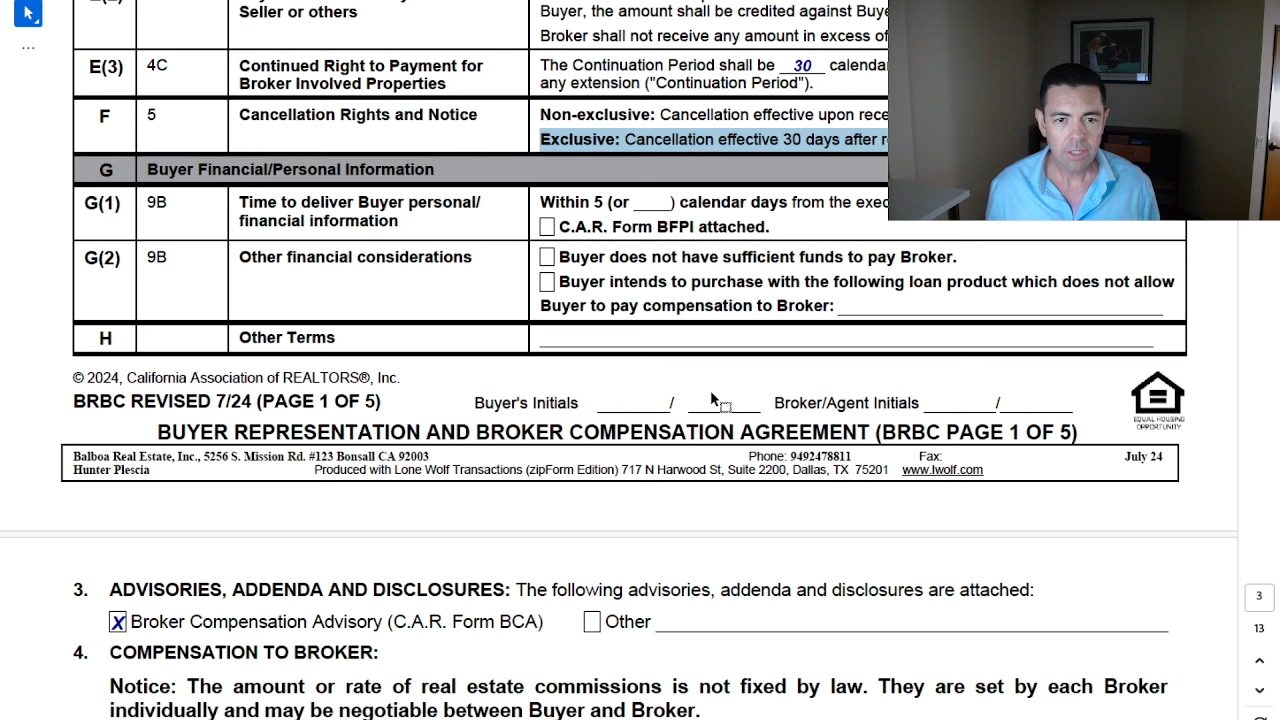 Seller or others
Buyer, the amount shall be credited against
Broker shall not receive any amount in excess of
E(3) 4C Continued Right to Payment for Broker Involved Properties
The Continuation Period shall be 30
any extension ("Continuation Period").
F 5 Cancellation Rights and Notice
Non-exclusive: Cancellation effective upon
Exclusive: Cancellation effective 30 days after
G Buyer Financial/Personal Information
G(1) 9B Time to deliver Buyer personal/ financial information
Within 5 (or ____) calendar days from the
C.A.R. Form BFPI attached.
G(2) 9B Other financial considerations
Buyer does not have sufficient funds to pay Broker.
Buyer intends to purchase with the following loan product which does not allow
Buyer to pay compensation to Broker:
H Other Terms
© 2024, California Association of REALTORS®, Inc.
BRBC REVISED 7/24 (PAGE 1 OF 5) Buyer's Initials / Broker/Agent Initials /
EQUAL HOUSING
OPPORTUNITY
BUYER REPRESENTATION AND BROKER COMPENSATION AGREEMENT (BRBC PAGE 1 OF 5)
Balboa Real Estate, Inc., 5256 S. Mission Rd. #123 Bonsall CA 92003 Phone: 9492478811 Fax: July 24
Hunter Plescia Produced with Lone Wolf Transactions (zipForm Edition) 717 N Harwood St, Suite 2200, Dallas, TX 75201 www.lwolf.com
3. ADVISORIES, ADDENDA AND DISCLOSURES: The following advisories, addenda and disclosures are attached:
X Broker Compensation Advisory (C.A.R. Form BCA) Other
4. COMPENSATION TO BROKER:
Notice: The amount or rate of real estate commissions is not fixed by law. They are set by each Broker
individually and may be negotiable between Buyer and Broker.
3
13